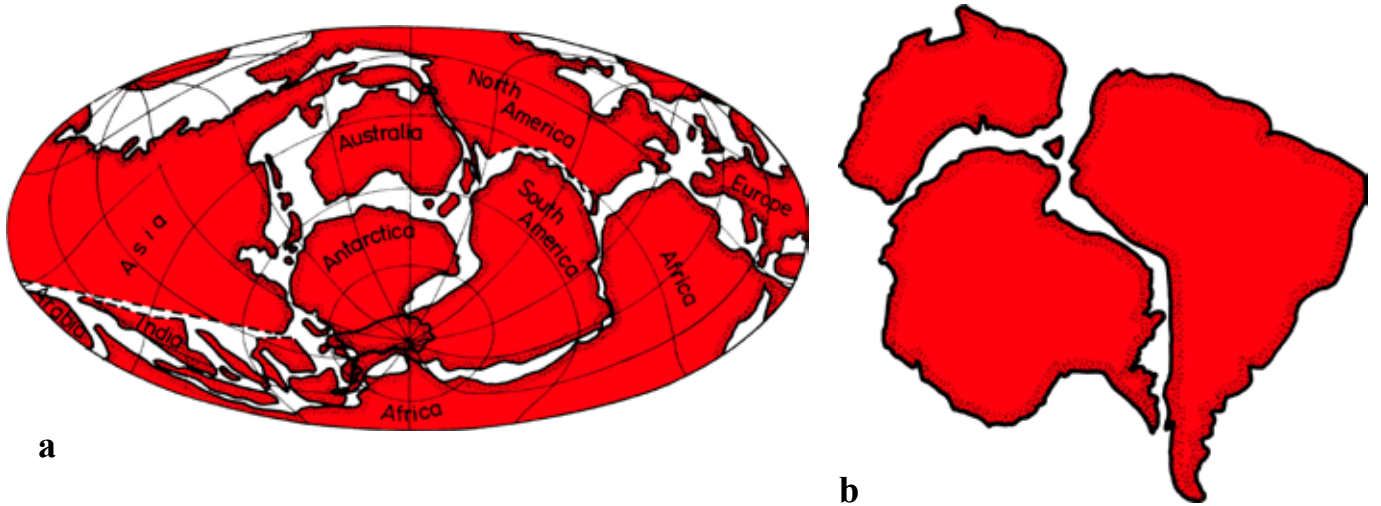 North
America
Australia
South
America
Europe
Antarctica
Africa
Asia
Arabia
India
Africa
a
b